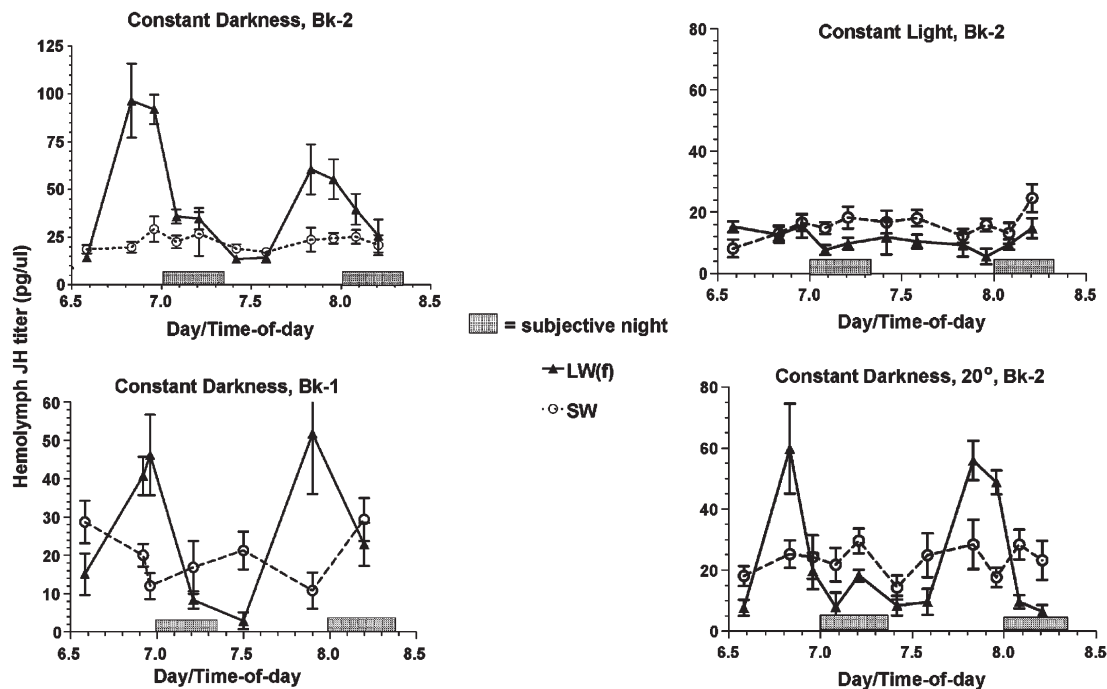 Constant Darkness, Bk-2
125
100
75
50
25
0
6.5 7.0 7.5 8.0 8.5
Day/Time-of-day
Constant Light, Bk-2
80
60
40
20
0
6.5 7.0 7.5 8.0 8.5
Day/Time-of-day
Hemolymph JH titer (pg/ul)
= subjective night
LW(f)
SW
Constant Darkness, Bk-1
60
50
40
30
20
10
0
6.5 7.0 7.5 8.0 8.5
Day/Time-of-day
Constant Darkness, 20°, Bk-2
80
60
40
20
0
6.5 7.0 7.5 8.0 8.5
Day/Time-of-day